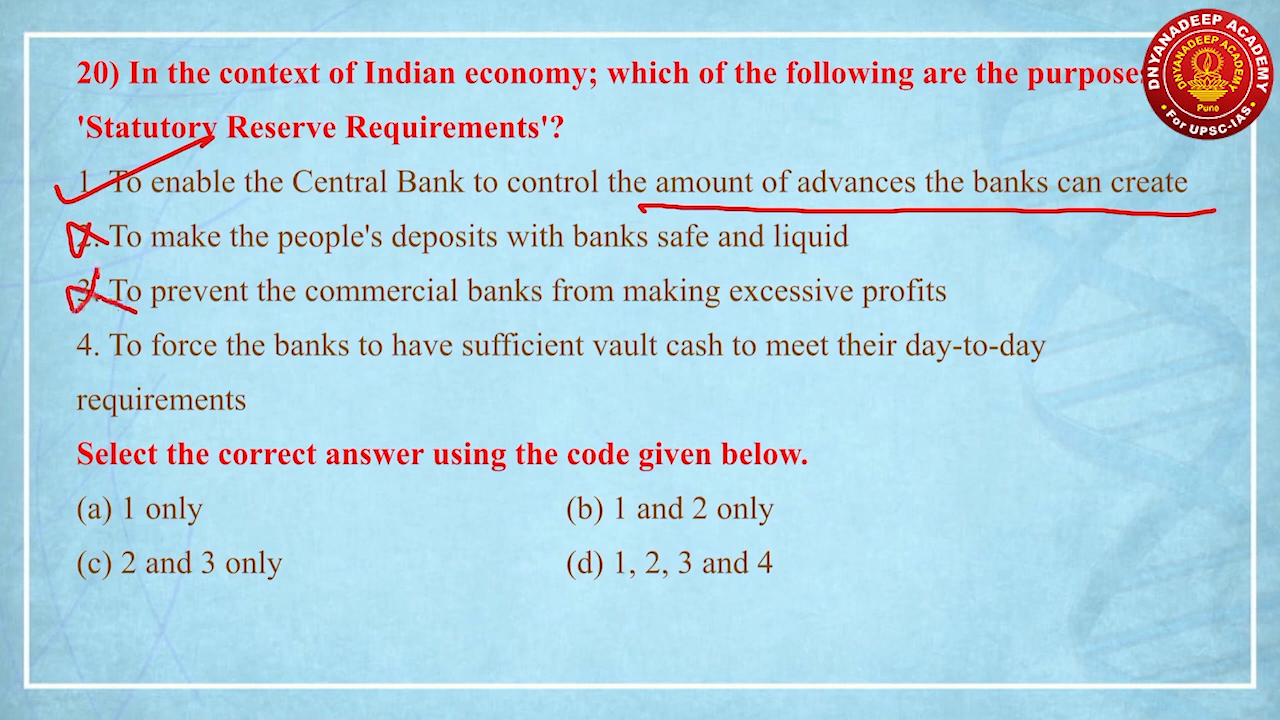 20) In the context of Indian economy; which of the following are the purpose
'Statutory Reserve Requirements'?
1. To enable the Central Bank to control the amount of advances the banks can create
2. To make the people's deposits with banks safe and liquid
3. To prevent the commercial banks from making excessive profits
4. To force the banks to have sufficient vault cash to meet their day-to-day
requirements
Select the correct answer using the code given below.
(a) 1 only (b) 1 and 2 only
(c) 2 and 3 only (d) 1, 2, 3 and 4
DNYANADEEP ACADEMY
DNYANADEEP ACADEMY
Pune
For UPSC-IAS